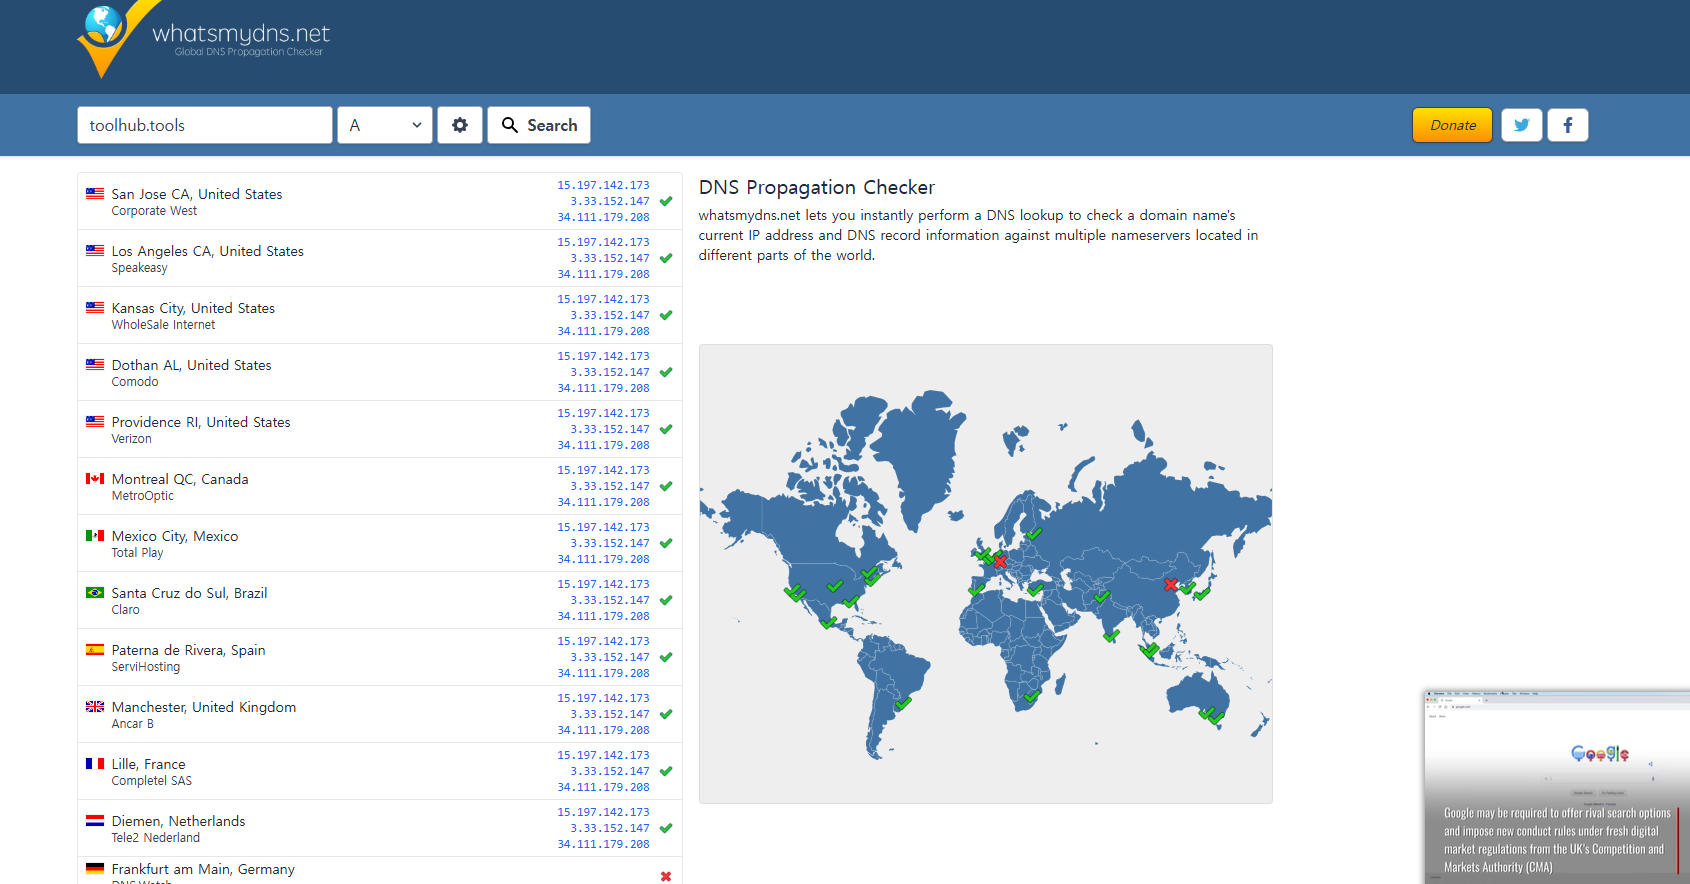 whatsmydns.net
Global DNS Propagation Checker
toolhub.tools
A
Search
Donate
San Jose CA, United States
Corporate West
15.197.142.173
3.33.152.147
34.111.179.208
Los Angeles CA, United States
Speakeasy
15.197.142.173
3.33.152.147
34.111.179.208
Kansas City, United States
WholeSale Internet
15.197.142.173
3.33.152.147
34.111.179.208
Dothan AL, United States
Comodo
15.197.142.173
3.33.152.147
34.111.179.208
Providence RI, United States
Verizon
15.197.142.173
3.33.152.147
34.111.179.208
Montreal QC, Canada
MetroOptic
15.197.142.173
3.33.152.147
34.111.179.208
Mexico City, Mexico
Total Play
15.197.142.173
3.33.152.147
34.111.179.208
Santa Cruz do Sul, Brazil
Claro
15.197.142.173
3.33.152.147
34.111.179.208
Paterna de Rivera, Spain
ServiHosting
15.197.142.173
3.33.152.147
34.111.179.208
Manchester, United Kingdom
Ancar B
15.197.142.173
3.33.152.147
34.111.179.208
Lille, France
Completel SAS
15.197.142.173
3.33.152.147
34.111.179.208
Diemen, Netherlands
Tele2 Nederland
15.197.142.173
3.33.152.147
34.111.179.208
Frankfurt am Main, Germany
DNS Propagation Checker
whatsmydns.net lets you instantly perform a DNS lookup to check a domain name's
current IP address and DNS record information against multiple nameservers located in
different parts of the world.
Google
Google may be required to offer rival search options
and impose new conduct rules under fresh digital
market regulations from the UK's Competition and
Markets Authority (CMA)